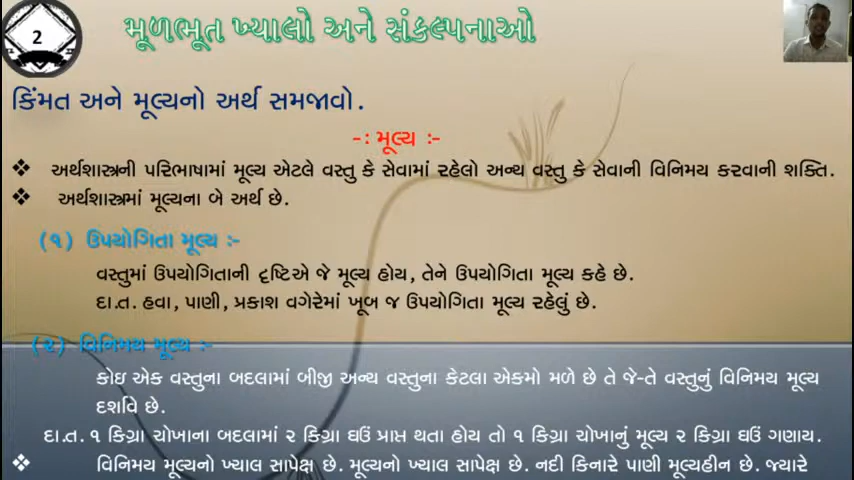 2
મૂળભૂત ખ્યાલો અને સંકલ્પનાઓ
કિંમત અને મૂલ્યનો અર્થ સમજાવો.
-: મૂલ્ય :-
❖ અર્થશાસ્ત્રની પરિભાષામાં મૂલ્ય એટલે વસ્તુ કે સેવામાં રહેલો અન્ય વસ્તુ કે સેવાની વિનિમય કરવાની શક્તિ.
❖ અર્થશાસ્ત્રમાં મૂલ્યના બે અર્થ છે.
(૧) ઉપયોગિતા મૂલ્ય :-
વસ્તુમાં ઉપયોગિતાની દૃષ્ટિએ જે મૂલ્ય હોય, તેને ઉપયોગિતા મૂલ્ય કહે છે.
દા.ત. હવા, પાણી, પ્રકાશ વગેરેમાં ખૂબ જ ઉપયોગિતા મૂલ્ય રહેલું છે.
(૨) વિનિમય મૂલ્ય :-
કોઇ એક વસ્તુના બદલામાં બીજી અન્ય વસ્તુના કેટલા એકમો મળે છે તે જે-તે વસ્તુનું વિનિમય મૂલ્ય
દર્શાવે છે.
દા.ત. ૧ કિગ્રા ચોખાના બદલામાં ૨ કિગ્રા ઘઉં પ્રાપ્ત થતા હોય તો ૧ કિગ્રા ચોખાનું મૂલ્ય ૨ કિગ્રા ઘઉં ગણાય.
❖ વિનિમય મૂલ્યનો ખ્યાલ સાપેક્ષ છે. મૂલ્યનો ખ્યાલ સાપેક્ષ છે. નદી કિનારે પાણી મૂલ્યહીન છે. જ્યારે